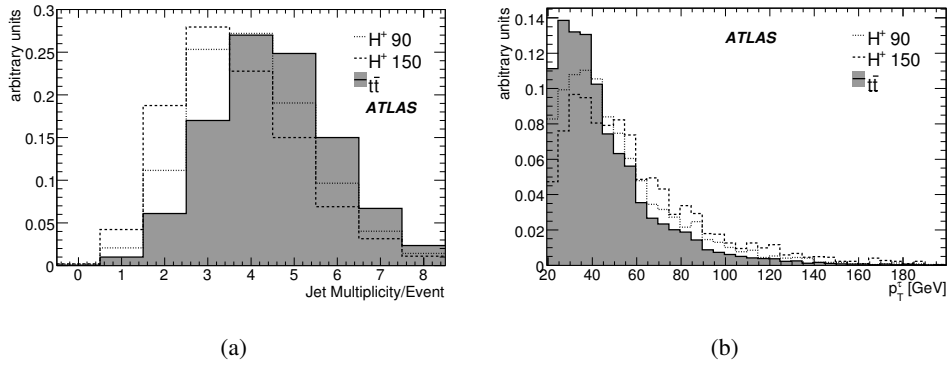 arbitrary units
0.3
0.25
0.2
0.15
0.1
0.05
0
0 1 2 3 4 5 6 7 8
Jet Multiplicity/Event
H⁺ 90
H⁺ 150
tt̄
ATLAS
(a)
arbitrary units
0.14
0.12
0.10
0.08
0.06
0.04
0.02
0
20 40 60 80 100 120 140 160 180
p_T^τ [GeV]
ATLAS
H⁺ 90
H⁺ 150
tt̄
(b)